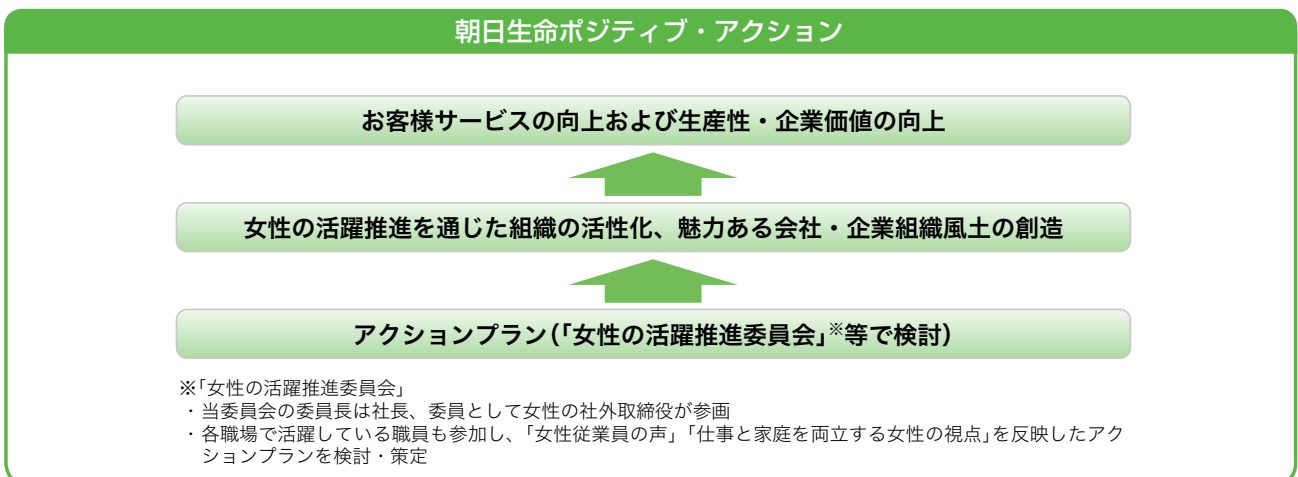 朝日生命ポジティブ・アクション
お客様サービスの向上および生産性・企業価値の向上
女性の活躍推進を通じた組織の活性化、魅力ある会社・企業組織風土の創造
アクションプラン(「女性の活躍推進委員会」※等で検討)
※「女性の活躍推進委員会」
・当委員会の委員長は社長、委員として女性の社外取締役が参画
・各職場で活躍している職員も参加し、「女性従業員の声」「仕事と家庭を両立する女性の視点」を反映したアク
ションプランを検討・策定